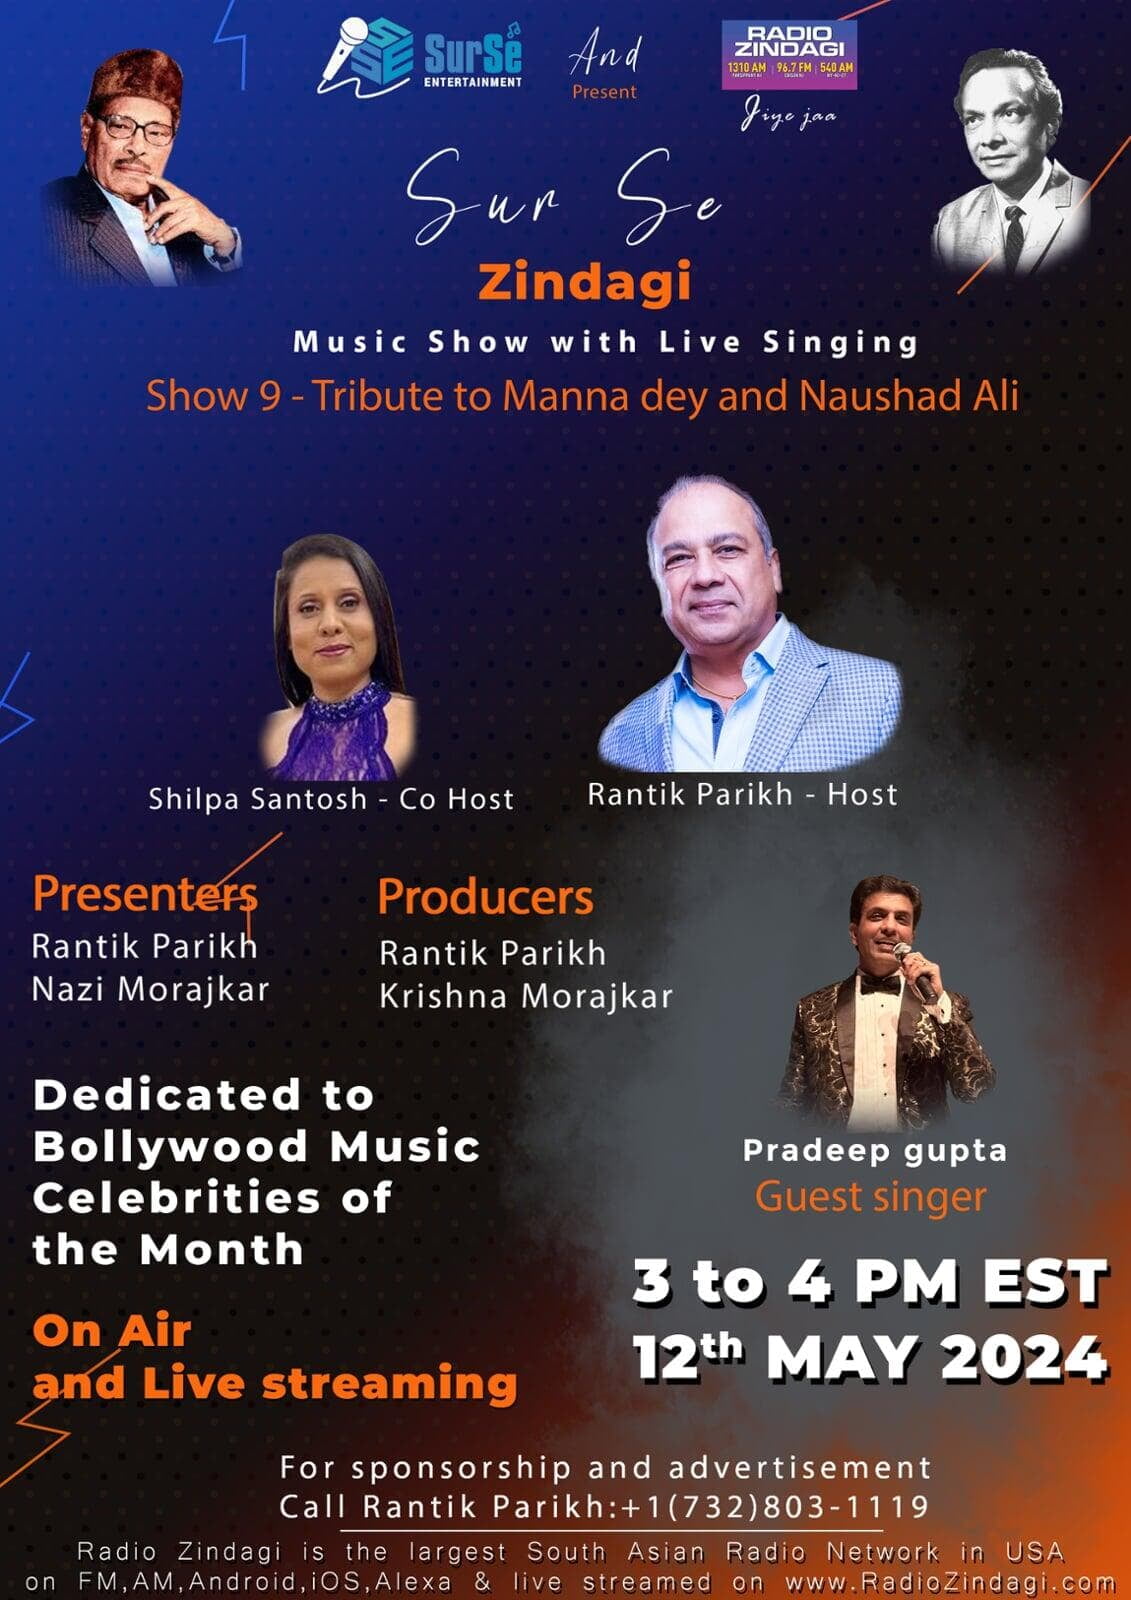 SurSe
ENTERTAINMENT
And
Present
RADIO
ZINDAGI
1310 AM | 96.7 FM | 540 AM
Jiye jaa
Sur Se
Zindagi
Music Show with Live Singing
Show 9 - Tribute to Manna dey and Naushad Ali
Shilpa Santosh - Co Host
Rantik Parikh - Host
Presenters
Rantik Parikh
Nazi Morajkar
Producers
Rantik Parikh
Krishna Morajkar
Pradeep gupta
Guest singer
Dedicated to
Bollywood Music
Celebrities of
the Month
On Air
and Live streaming
3 to 4 PM EST
12th MAY 2024
For sponsorship and advertisement
Call Rantik Parikh:+1(732)803-1119
Radio Zindagi is the largest South Asian Radio Network in USA
on FM,AM,Android,iOS,Alexa & live streamed on www.RadioZindagi.com